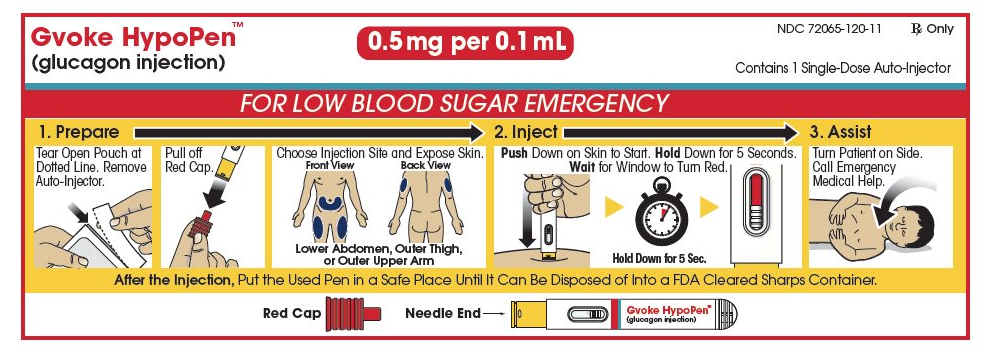 Gvoke HypoPen™
(glucagon injection)
0.5 mg per 0.1 mL
NDC 72065-120-11 ℞ Only
Contains 1 Single-Dose Auto-Injector
FOR LOW BLOOD SUGAR EMERGENCY
1. Prepare
Tear Open Pouch at
Dotted Line. Remove
Auto-Injector.
Pull off
Red Cap.
Choose Injection Site and Expose Skin.
Front View Back View
Lower Abdomen, Outer Thigh,
or Outer Upper Arm
2. Inject
Push Down on Skin to Start. Hold Down for 5 Seconds.
Wait for Window to Turn Red.
Hold Down for 5 Sec.
3. Assist
Turn Patient on Side.
Call Emergency
Medical Help.
After the Injection, Put the Used Pen in a Safe Place Until It Can Be Disposed of Into a FDA Cleared Sharps Container.
Red Cap
Needle End
Gvoke HypoPen™
(glucagon injection)